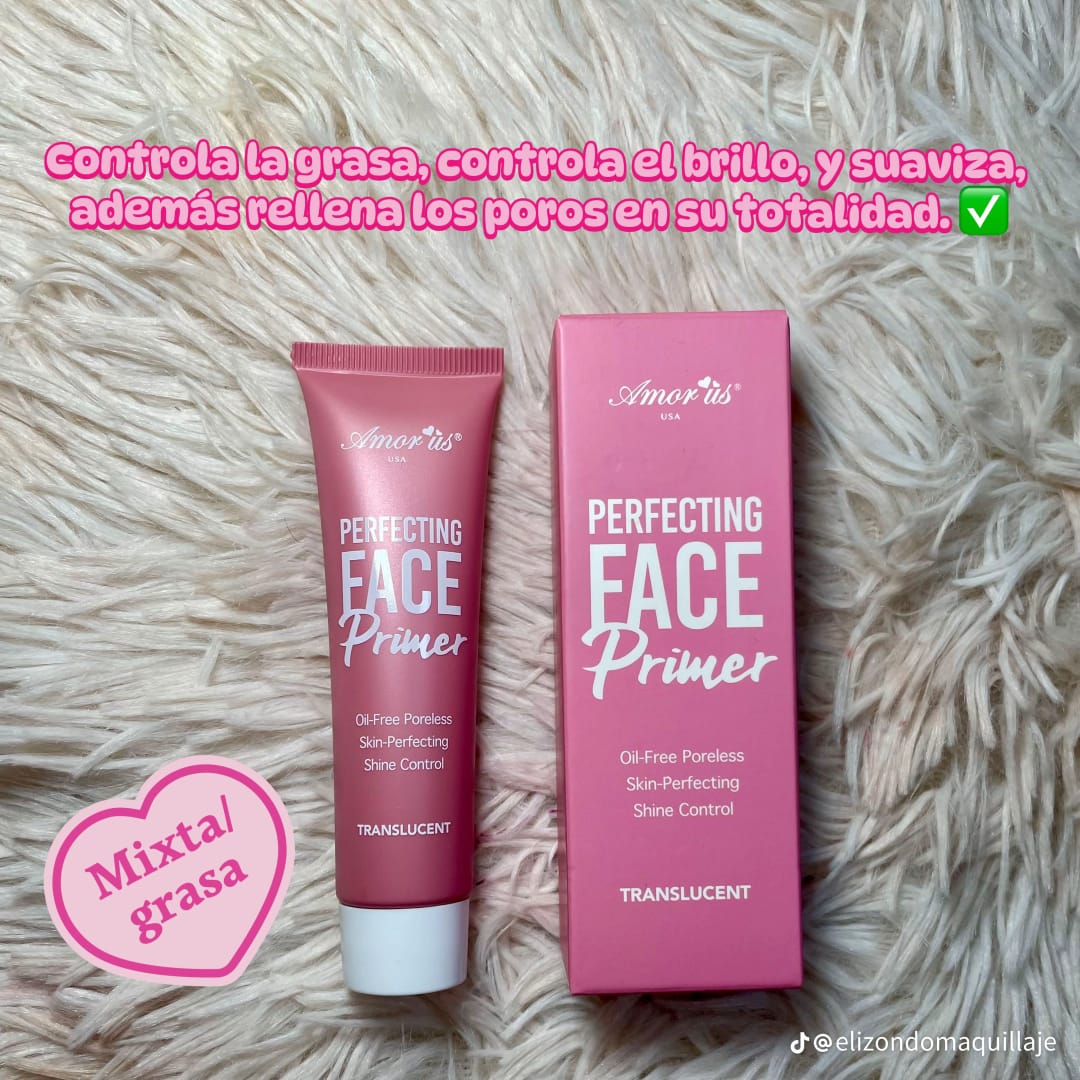 Controla la grasa, controla el brillo, y suaviza,
además rellena los poros en su totalidad. ✅
Amor us®
USA
PERFECTING
FACE
Primer
Oil-Free Poreless
Skin-Perfecting
Shine Control
TRANSLUCENT
Amor us®
USA
PERFECTING
FACE
Primer
Oil-Free Poreless
Skin-Perfecting
Shine Control
TRANSLUCENT
Mixta/
grasa
@elizondomaquillaje